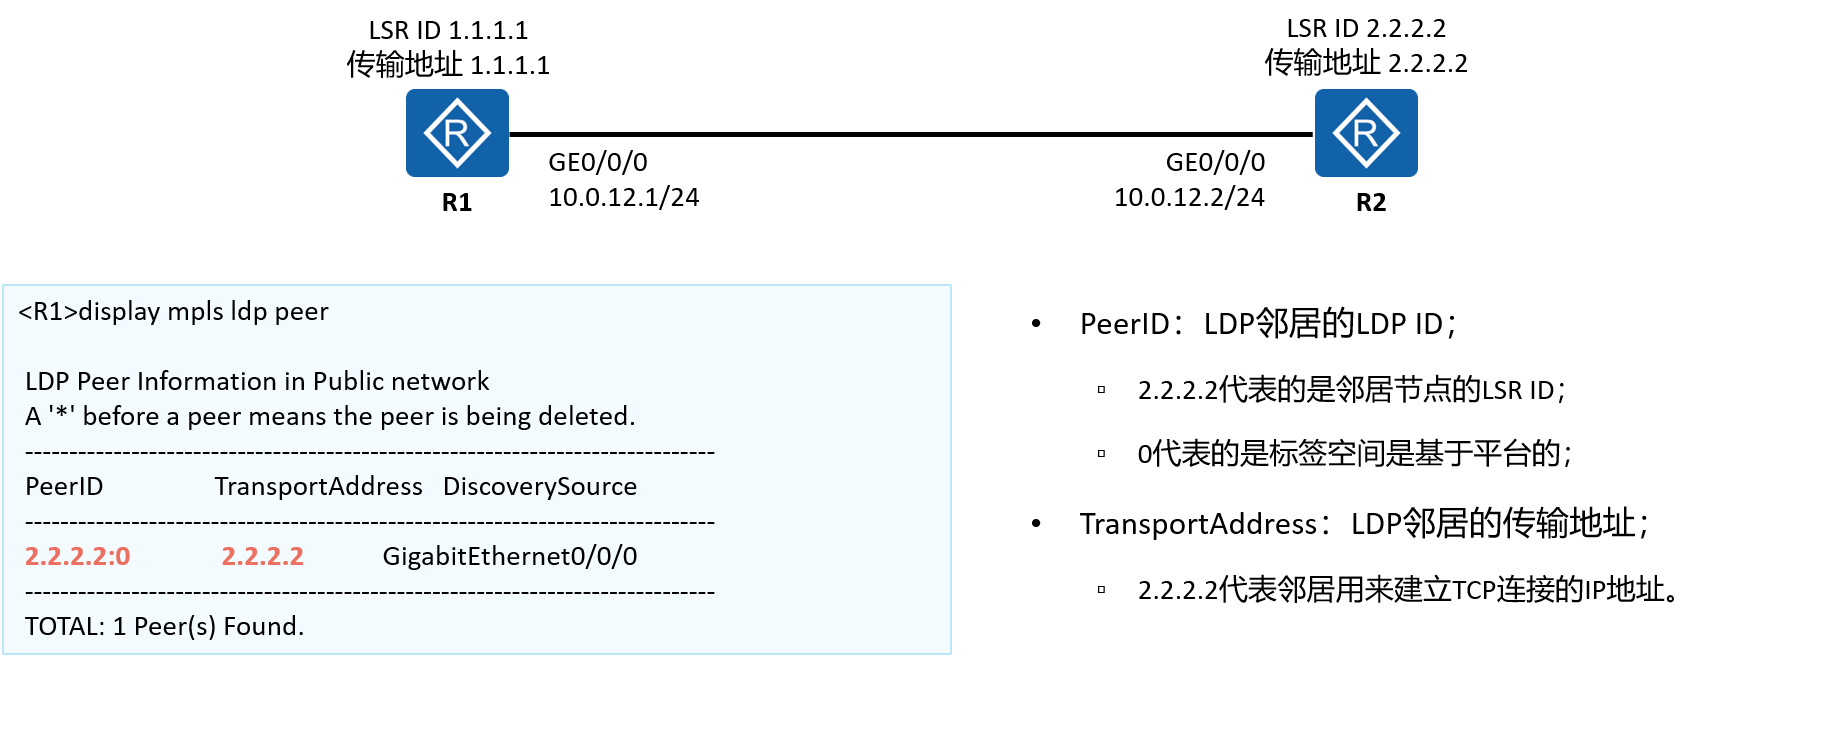 LSR ID 1.1.1.1
传输地址 1.1.1.1
LSR ID 2.2.2.2
传输地址 2.2.2.2
R
R
GE0/0/0
10.0.12.1/24
GE0/0/0
10.0.12.2/24
R1
R2
<R1>display mpls ldp peer
LDP Peer Information in Public network
A '*' before a peer means the peer is being deleted.
------------------------------------------------------------------------------
PeerID TransportAddress DiscoverySource
------------------------------------------------------------------------------
2.2.2.2:0 2.2.2.2 GigabitEthernet0/0/0
------------------------------------------------------------------------------
TOTAL: 1 Peer(s) Found.
• PeerID：LDP邻居的LDP ID；
▫ 2.2.2.2代表的是邻居节点的LSR ID；
▫ 0代表的是标签空间是基于平台的；
• TransportAddress：LDP邻居的传输地址；
▫ 2.2.2.2代表邻居用来建立TCP连接的IP地址。